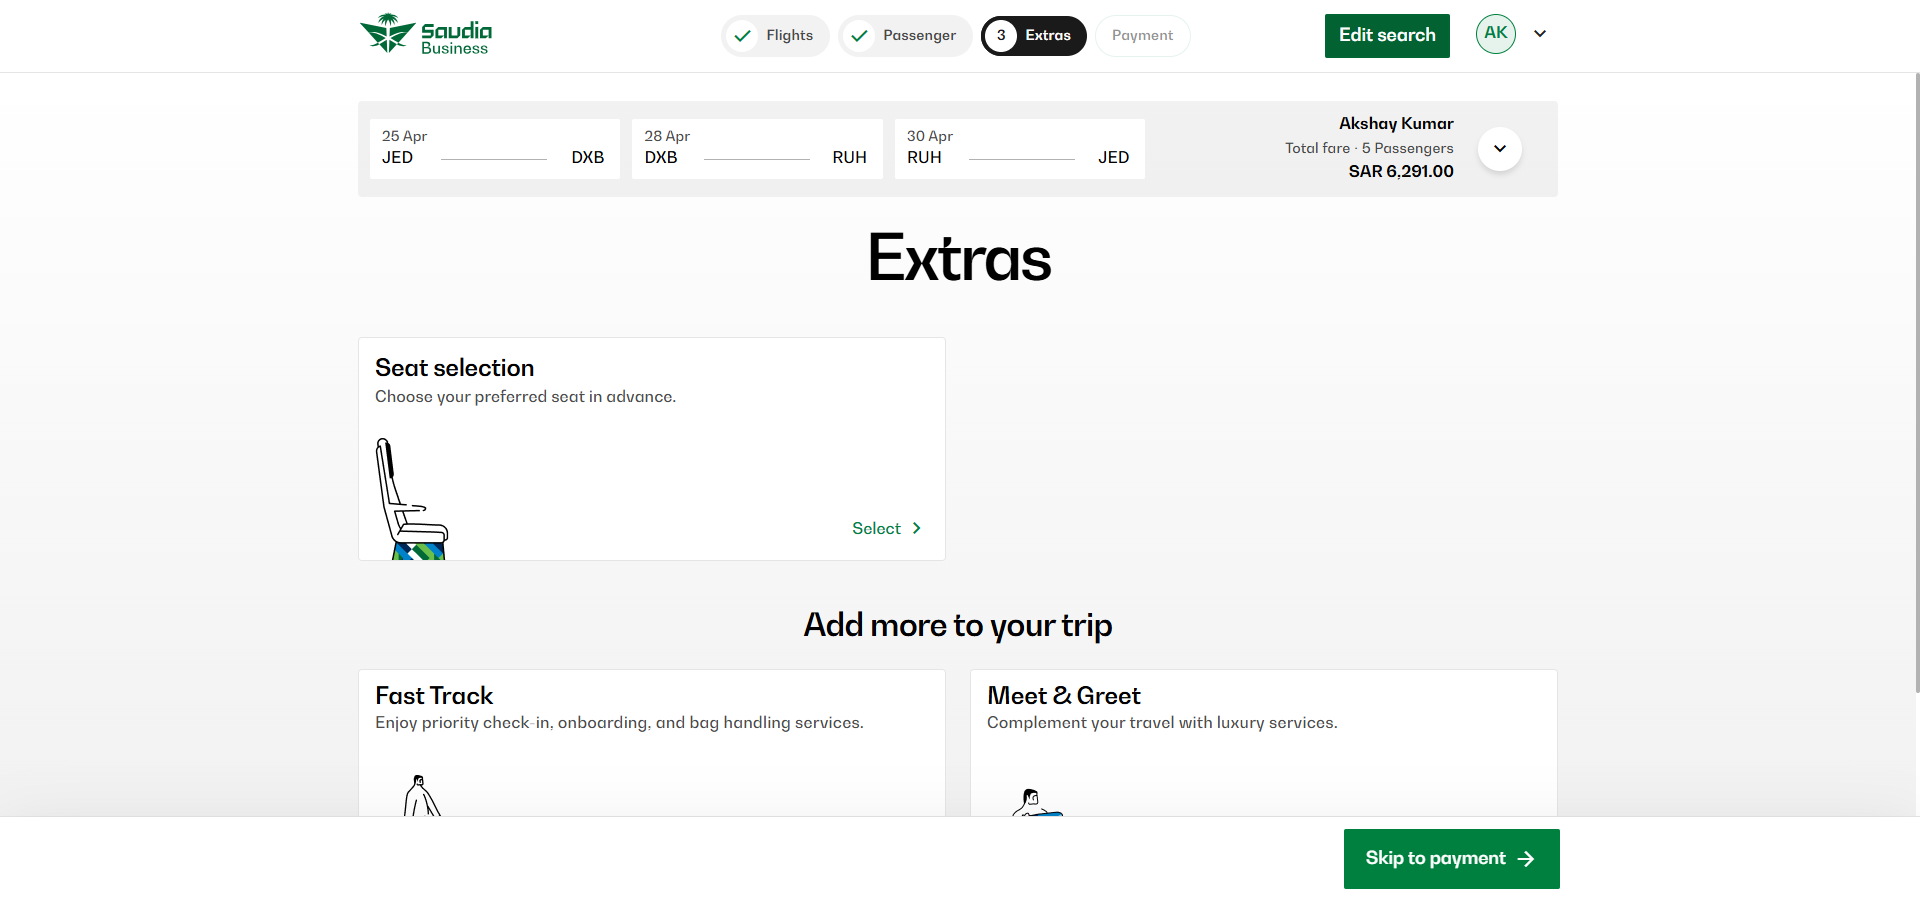 Saudia
Business
Flights
Passenger
3
Extras
Payment
Edit search
AK
25 Apr
JED
DXB
28 Apr
DXB
RUH
30 Apr
RUH
JED
Akshay Kumar
Total fare · 5 Passengers
SAR 6,291.00
Extras
Seat selection
Choose your preferred seat in advance.
Select
Add more to your trip
Fast Track
Enjoy priority check-in, onboarding, and bag handling services.
Meet & Greet
Complement your travel with luxury services.
Skip to payment